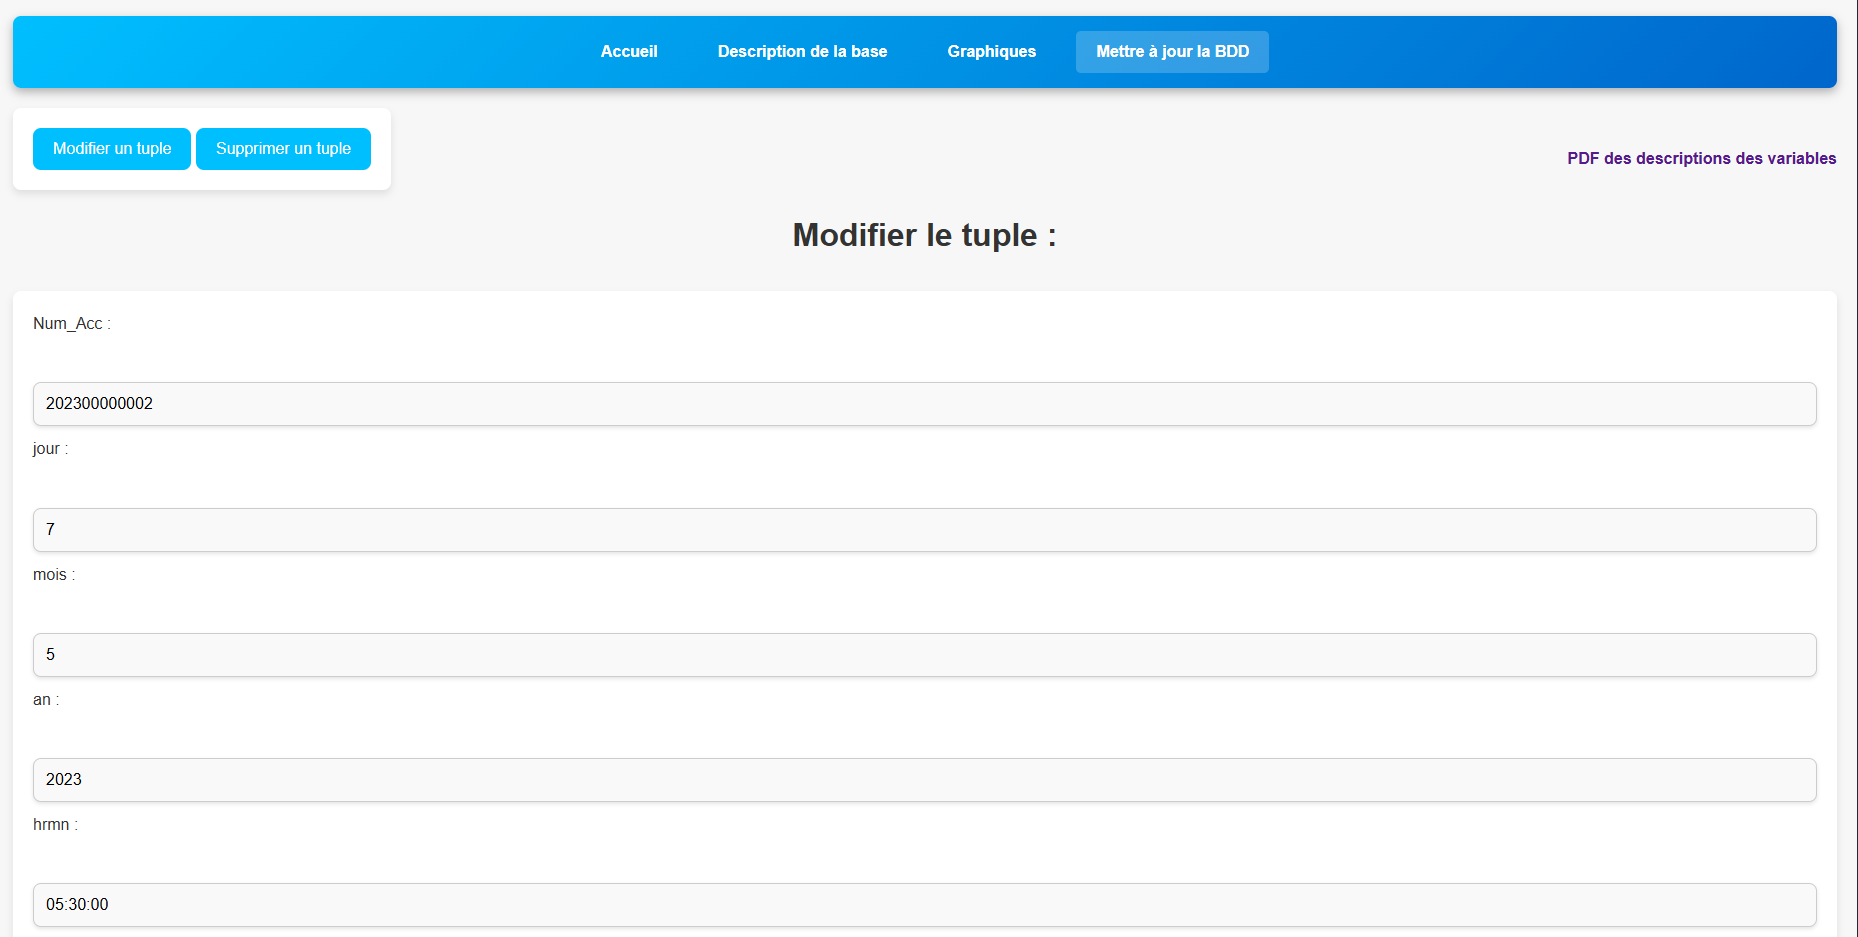 Accueil Description de la base Graphiques Mettre à jour la BDD
Modifier un tuple Supprimer un tuple
PDF des descriptions des variables
Modifier le tuple :
Num_Acc :
202300000002
jour :
7
mois :
5
an :
2023
hrmn :
05:30:00